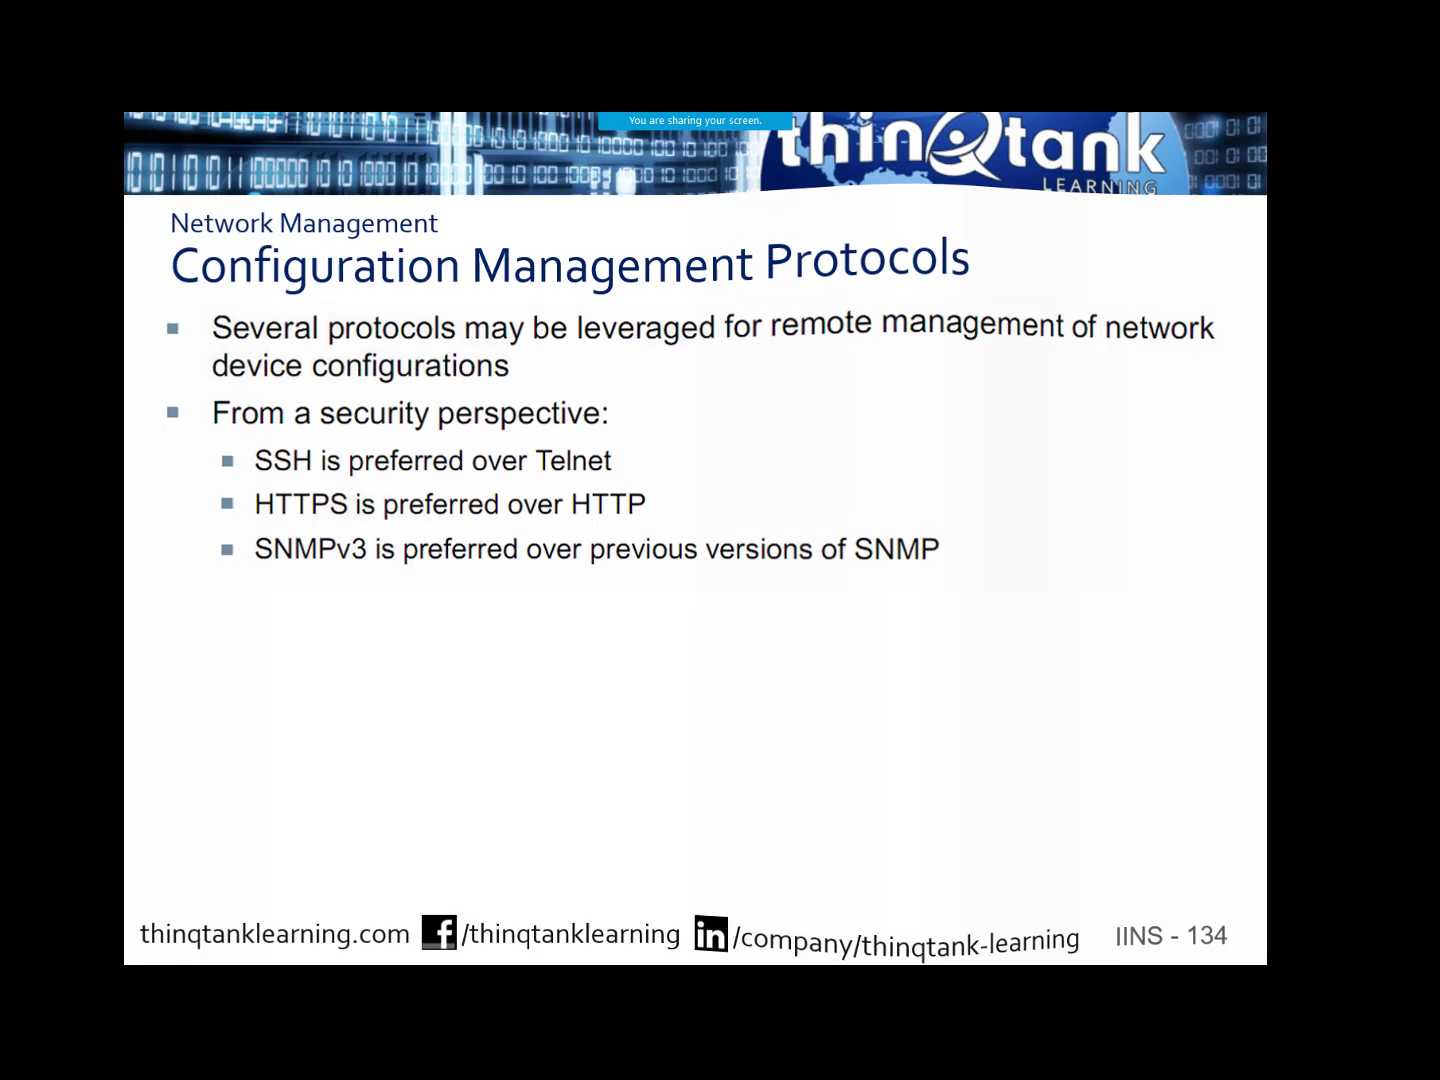 You are sharing your screen.
thinQtank
LEARNING
Network Management
Configuration Management Protocols
Several protocols may be leveraged for remote management of network
device configurations
From a security perspective:
SSH is preferred over Telnet
HTTPS is preferred over HTTP
SNMPv3 is preferred over previous versions of SNMP
thinqtanklearning.com f/thinqtanklearning in/company/thinqtank-learning IINS - 134